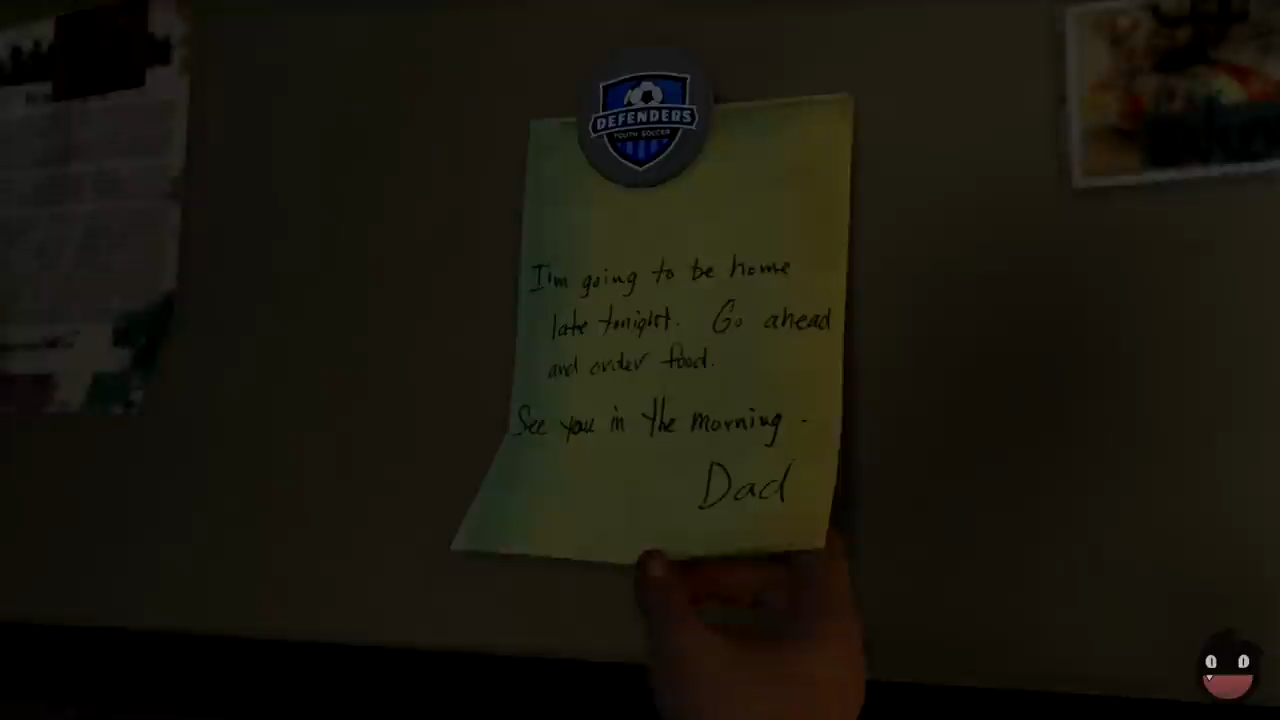 DEFENDERS
YOUTH SOCCER
I'm going to be home
late tonight. Go ahead
and order food.
See you in the morning.
Dad